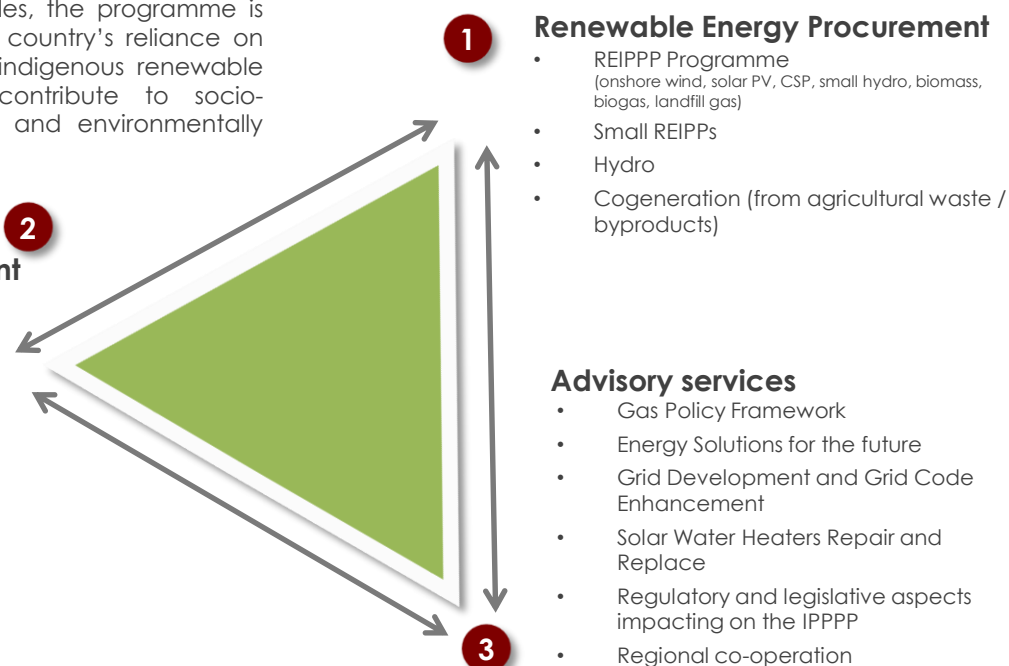 les, the programme is
country's reliance on
indigenous renewable
contribute to socio-
and environmentally
1
Renewable Energy Procurement
• REIPPP Programme
(onshore wind, solar PV, CSP, small hydro, biomass,
biogas, landfill gas)
• Small REIPPs
• Hydro
• Cogeneration (from agricultural waste /
byproducts)
2
nt
Advisory services
• Gas Policy Framework
• Energy Solutions for the future
• Grid Development and Grid Code
Enhancement
• Solar Water Heaters Repair and
Replace
• Regulatory and legislative aspects
impacting on the IPPPP
• Regional co-operation
3